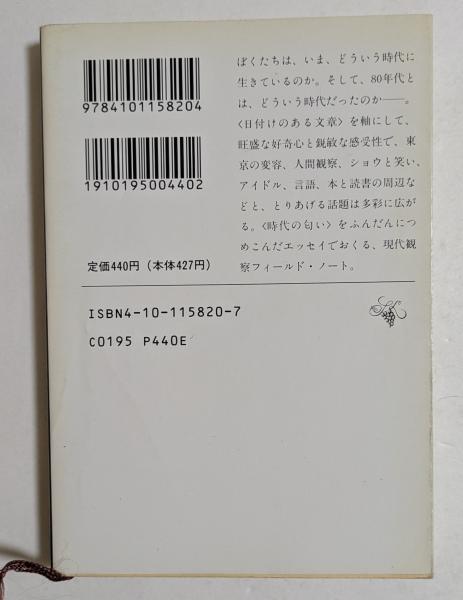 9784101158204
1910195004402
定価440円（本体427円）
ISBN4-10-115820-7
C0195 P440E
ぼくたちは、いま、どういう時代に
生きているのか。そして、80年代と
は、どういう時代だったのか――。
〈日付けのある文章〉を軸にして、
旺盛な好奇心と鋭敏な感受性で、東
京の変容、人間観察、ショウと笑い、
アイドル、言語、本と読書の周辺な
どと、とりあげる話題は多彩に広が
る。〈時代の匂い〉をふんだんにつ
めこんだエッセイでおくる、現代観
察フィールド・ノート。